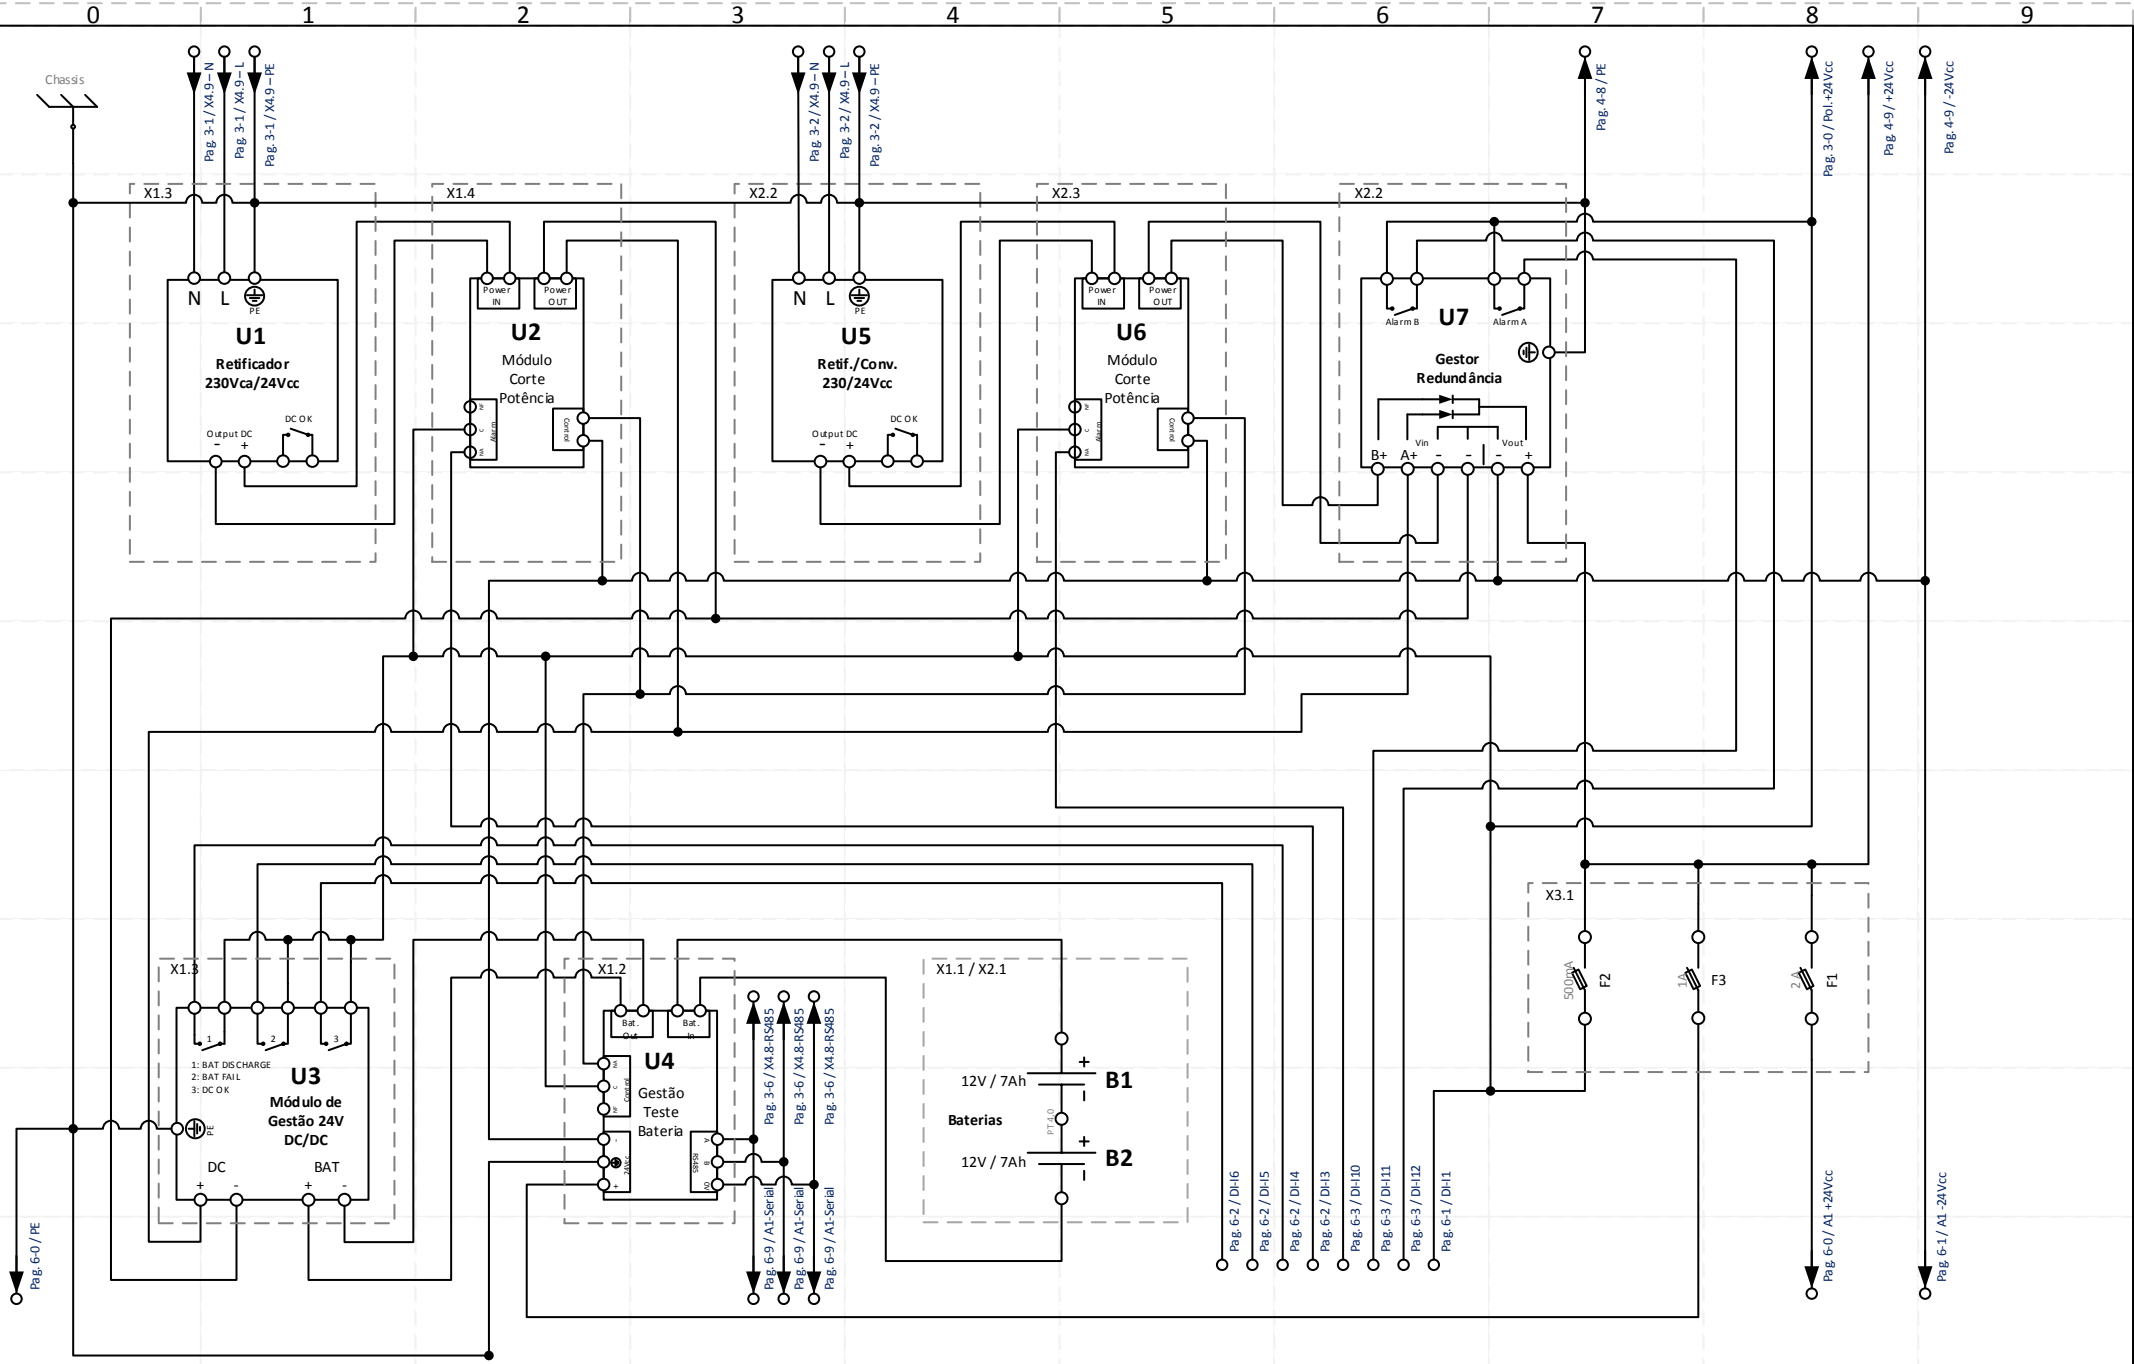 0 1 2 3 4 5 6 7 8 9
Chassis
Pag. 3-1 / X4.9 – N
Pag. 3-1 / X4.9 – L
Pag. 3-1 / X4.9 – PE
Pag. 3-2 / X4.9 – N
Pag. 3-2 / X4.9 – L
Pag. 3-2 / X4.9 – PE
Pag. 4-8 / PE
Pag. 3-0 / Pol.+24Vcc
Pag. 4-9 / +24Vcc
Pag. 4-9 / -24Vcc
X1.3
N L
PE
U1
Retificador
230Vca/24Vcc
DC OK
Output DC
- +
X1.4
Power
IN
Power
OUT
U2
Módulo
Corte
Potência
NF
C
NA
Alarm
Control
X2.2
N L
PE
U5
Retif./Conv.
230/24Vcc
DC OK
Output DC
- +
X2.3
Power
IN
Power
OUT
U6
Módulo
Corte
Potência
NF
C
NA
Alarm
Control
X2.2
Alarm B
U7
Alarm A
Gestor
Redundância
Vin
Vout
B+ A+ - - - +
X1.3
1 2 3
1: BAT DISCHARGE
2: BAT FAIL
3: DC OK
U3
Módulo de
Gestão 24V
DC/DC
PE
DC
BAT
+ - + -
X1.2
Bat.
Out
Bat.
In
U4
NA
C
NF
Control
Gestão
Teste
Bateria
-
+
24Vcc
A
B
0V
RS485
Pag. 3-6 / X4.8-RS485
Pag. 3-6 / X4.8-RS485
Pag. 3-6 / X4.8-RS485
Pag. 6-9 / A1-Serial
Pag. 6-9 / A1-Serial
Pag. 6-9 / A1-Serial
X1.1 / X2.1
+
12V / 7Ah
B1
-
Baterias
PT 4.0
+
12V / 7Ah
B2
-
Pag. 6-2 / DI-I6
Pag. 6-2 / DI-I5
Pag. 6-2 / DI-I4
Pag. 6-2 / DI-I3
Pag. 6-3 / DI-I10
Pag. 6-3 / DI-I11
Pag. 6-3 / DI-I12
Pag. 6-1 / DI-I1
X3.1
500mA
F2
1A
F3
2 A
F1
Pag. 6-0 / PE
Pag. 6-0 / A1 +24Vcc
Pag. 6-1 / A1 -24Vcc